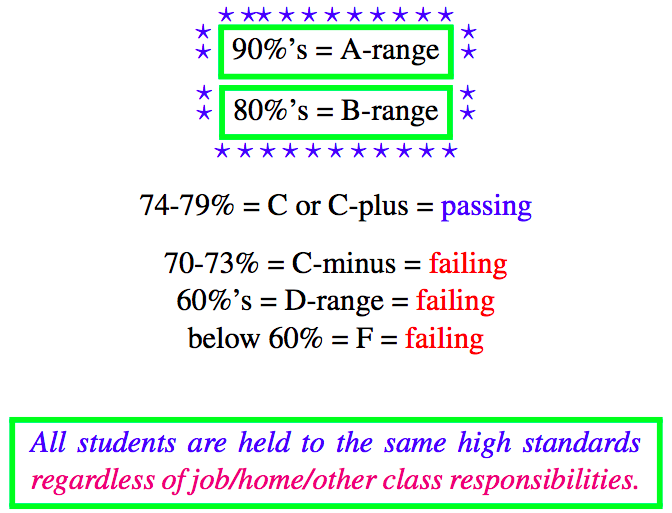 90%’s = A-range
80%’s = B-range
74-79% = C or C-plus = passing
70-73% = C-minus = failing
60%’s = D-range = failing
below 60% = F = failing
All students are held to the same high standards
regardless of job/home/other class responsibilities.